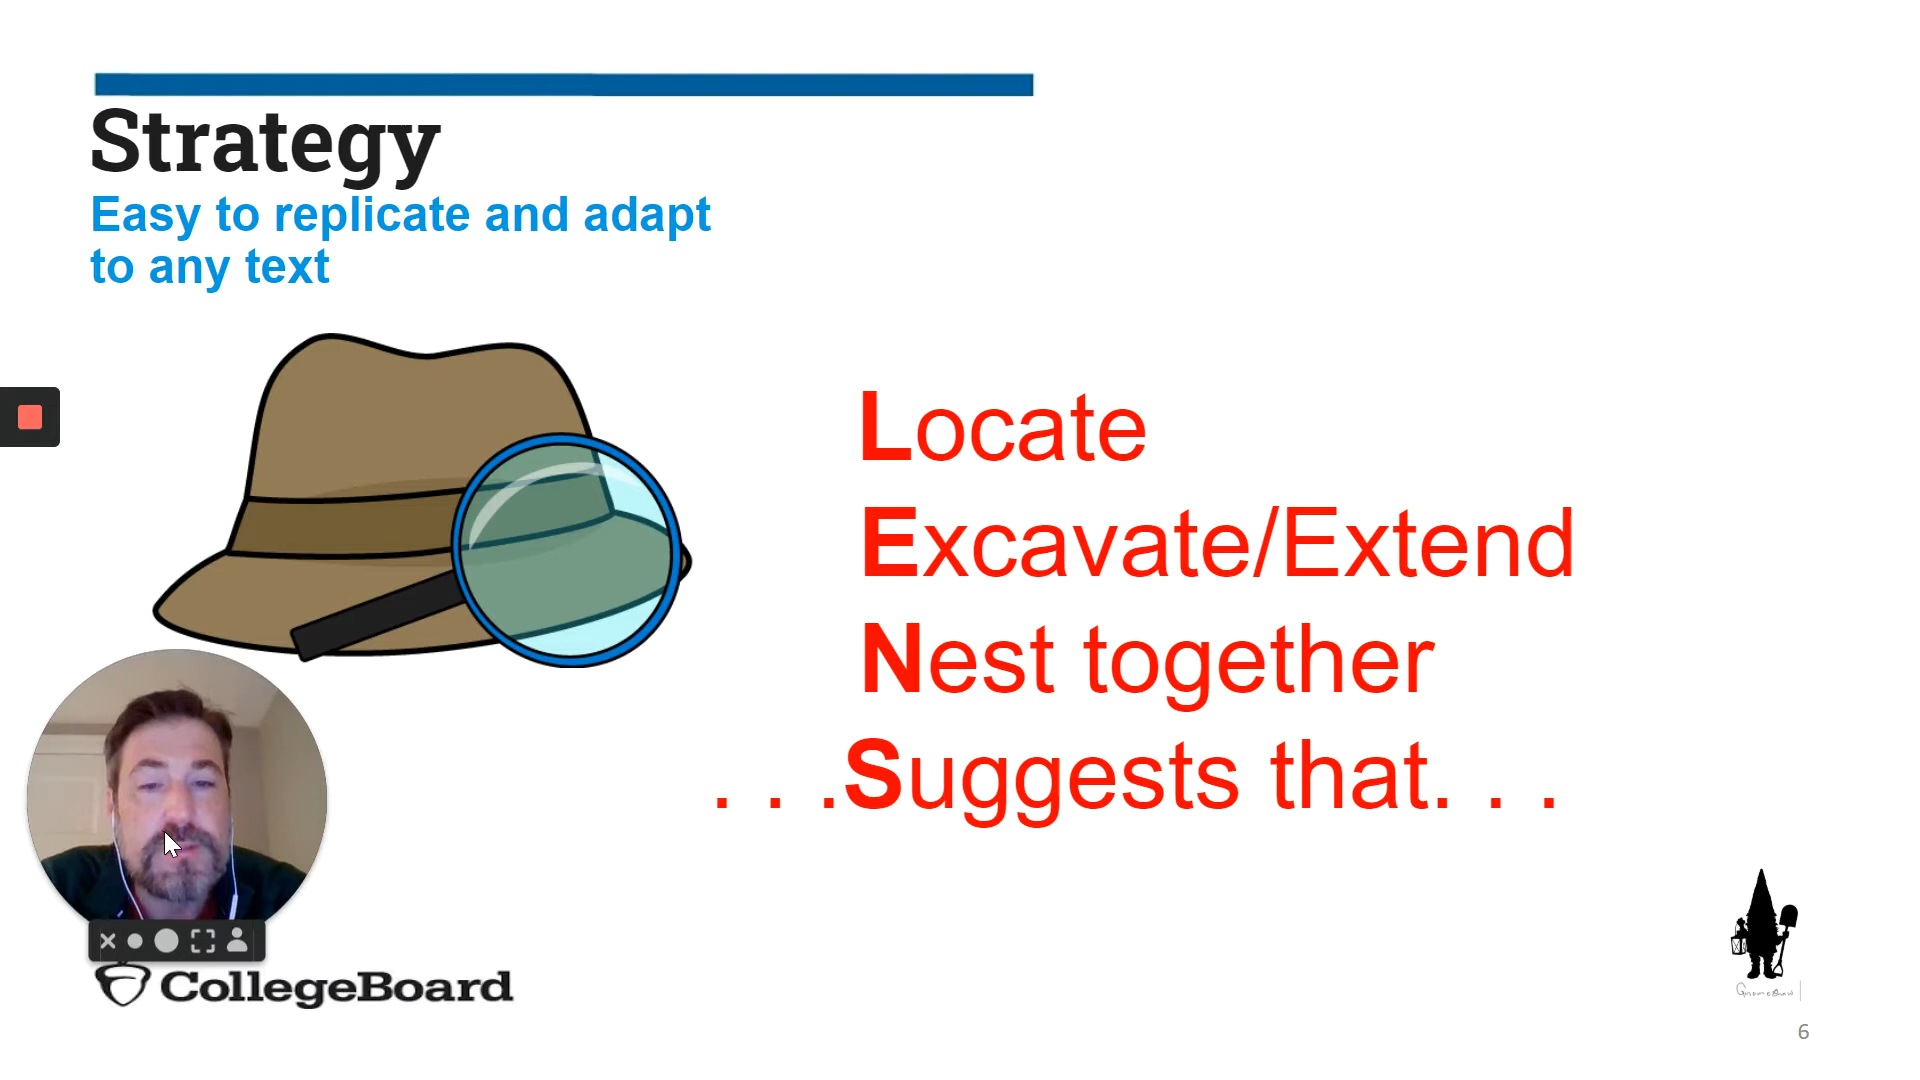 Strategy
Easy to replicate and adapt
to any text
Locate
Excavate/Extend
Nest together
. . .Suggests that. . .
CollegeBoard
6